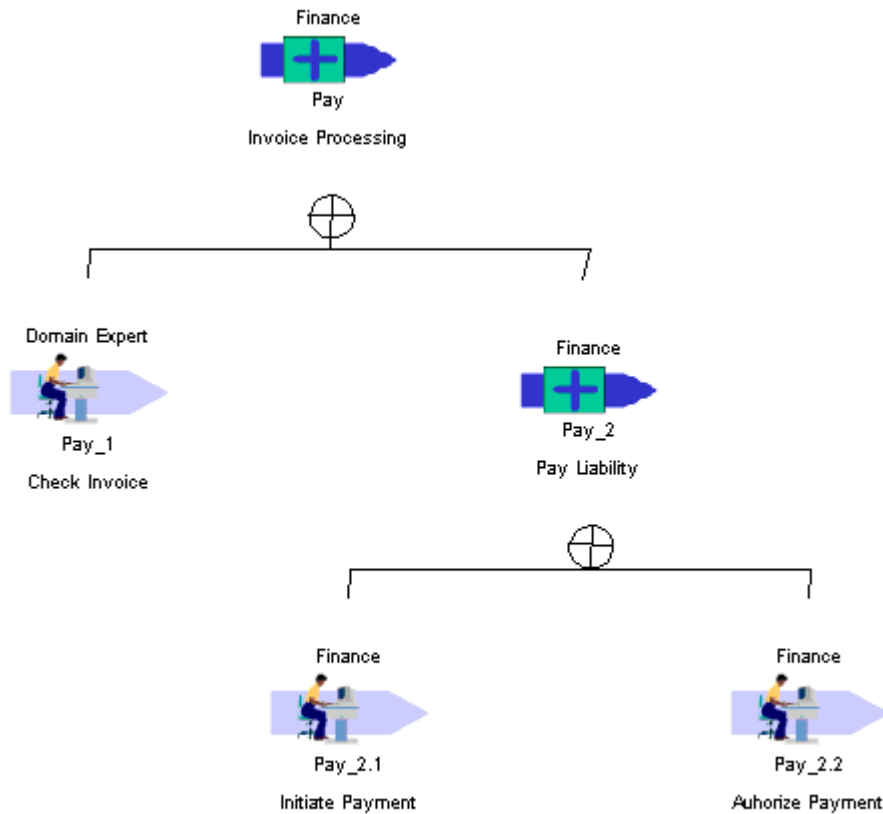 Finance
Pay
Invoice Processing
Domain Expert
Pay_1
Check Invoice
Finance
Pay_2
Pay Liability
Finance
Pay_2.1
Initiate Payment
Finance
Pay_2.2
Auhorize Payment